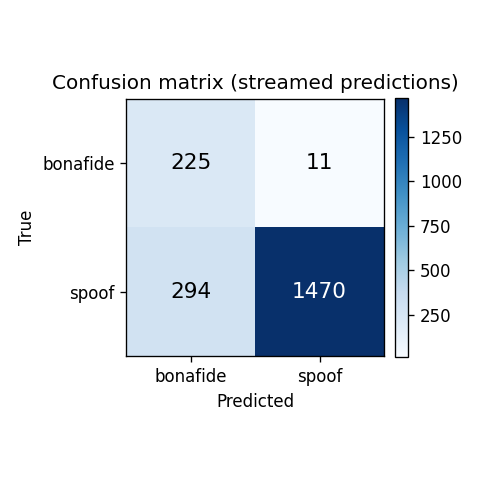 Confusion matrix (streamed predictions)
True
bonafide
225
11
spoof
294
1470
bonafide
spoof
Predicted
1250
1000
750
500
250